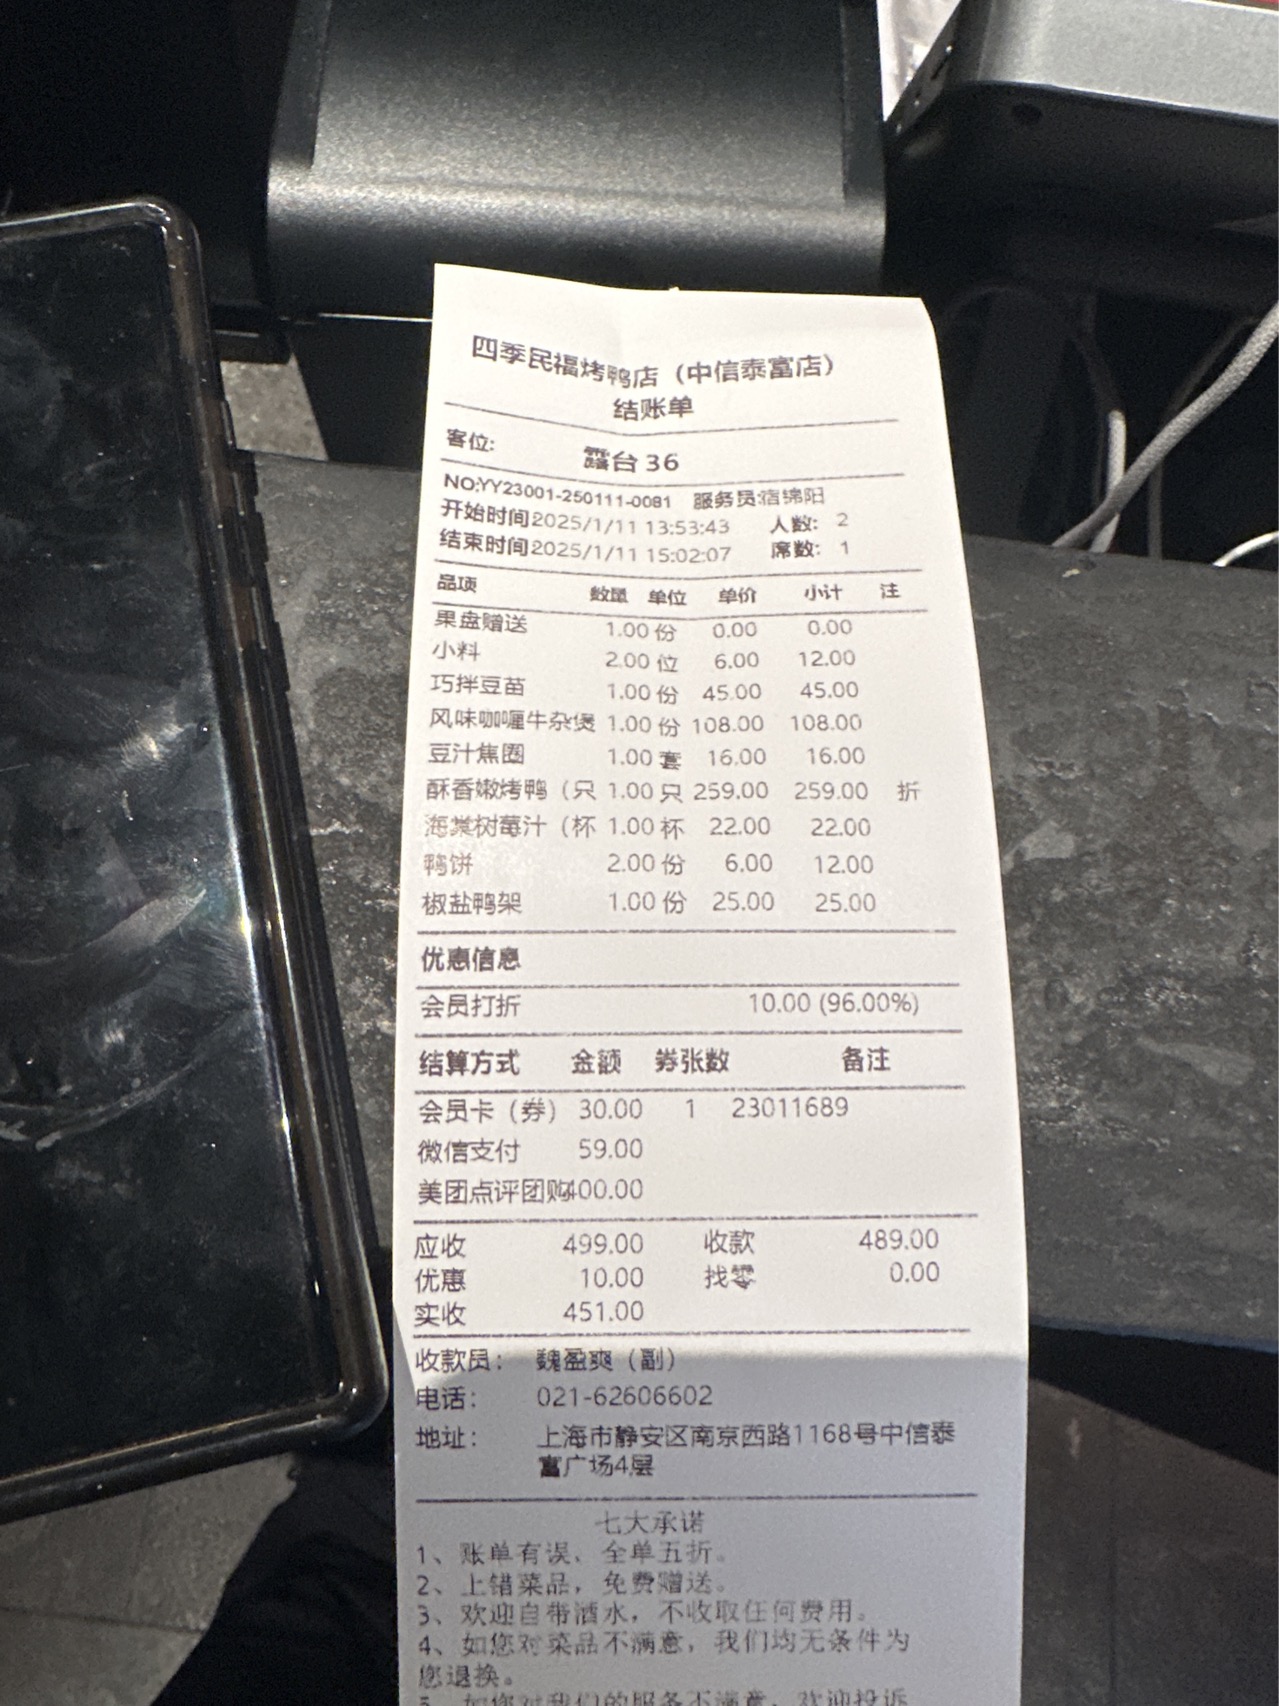 四季民福烤鸭店（中信泰富店）
结账单
客位: 露台 36
NO:YY23001-250111-0081 服务员:宿锦阳
开始时间 2025/1/11 13:53:43 人数: 2
结束时间 2025/1/11 15:02:07 席数: 1
品项 数量 单位 单价 小计 注
果盘赠送 1.00 份 0.00 0.00
小料 2.00 位 6.00 12.00
巧拌豆苗 1.00 份 45.00 45.00
风味咖喱牛杂煲 1.00 份 108.00 108.00
豆汁焦圈 1.00 套 16.00 16.00
酥香嫩烤鸭（只 1.00 只 259.00 259.00 折
海棠树莓汁（杯 1.00 杯 22.00 22.00
鸭饼 2.00 份 6.00 12.00
椒盐鸭架 1.00 份 25.00 25.00
优惠信息
会员打折 10.00 (96.00%)
结算方式 金额 券张数 备注
会员卡（券） 30.00 1 23011689
微信支付 59.00
美团点评团购400.00
应收 499.00 收款 489.00
优惠 10.00 找零 0.00
实收 451.00
收款员: 魏盈爽（副）
电话: 021-62606602
地址: 上海市静安区南京西路1168号中信泰
富广场4层
七大承诺
1、账单有误、全单五折。
2、上错菜品，免费赠送。
3、欢迎自带酒水，不收取任何费用。
4、如您对菜品不满意，我们均无条件为
您退换。
5、如您对我们的服务不满意，欢迎投诉